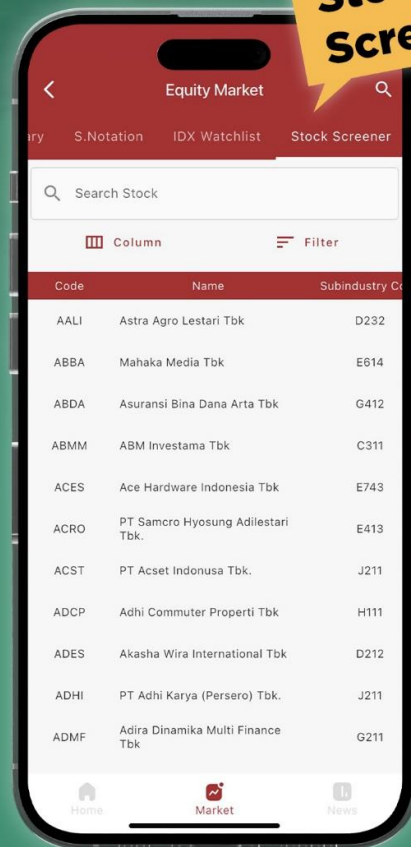 Equity Market
S.Notation IDX Watchlist Stock Screener
Search Stock
Column Filter
Code Name Subindustry
AALI Astra Agro Lestari Tbk D232
ABBA Mahaka Media Tbk E614
ABDA Asuransi Bina Dana Arta Tbk G412
ABMM ABM Investama Tbk C311
ACES Ace Hardware Indonesia Tbk E743
ACRO PT Samcro Hyosung Adilestari
Tbk. E413
ACST PT Acset Indonusa Tbk. J211
ADCP Adhi Commuter Properti Tbk H111
ADES Akasha Wira International Tbk D212
ADHI PT Adhi Karya (Persero) Tbk. J211
ADMF Adira Dinamika Multi Finance
Tbk G211
Home Market News